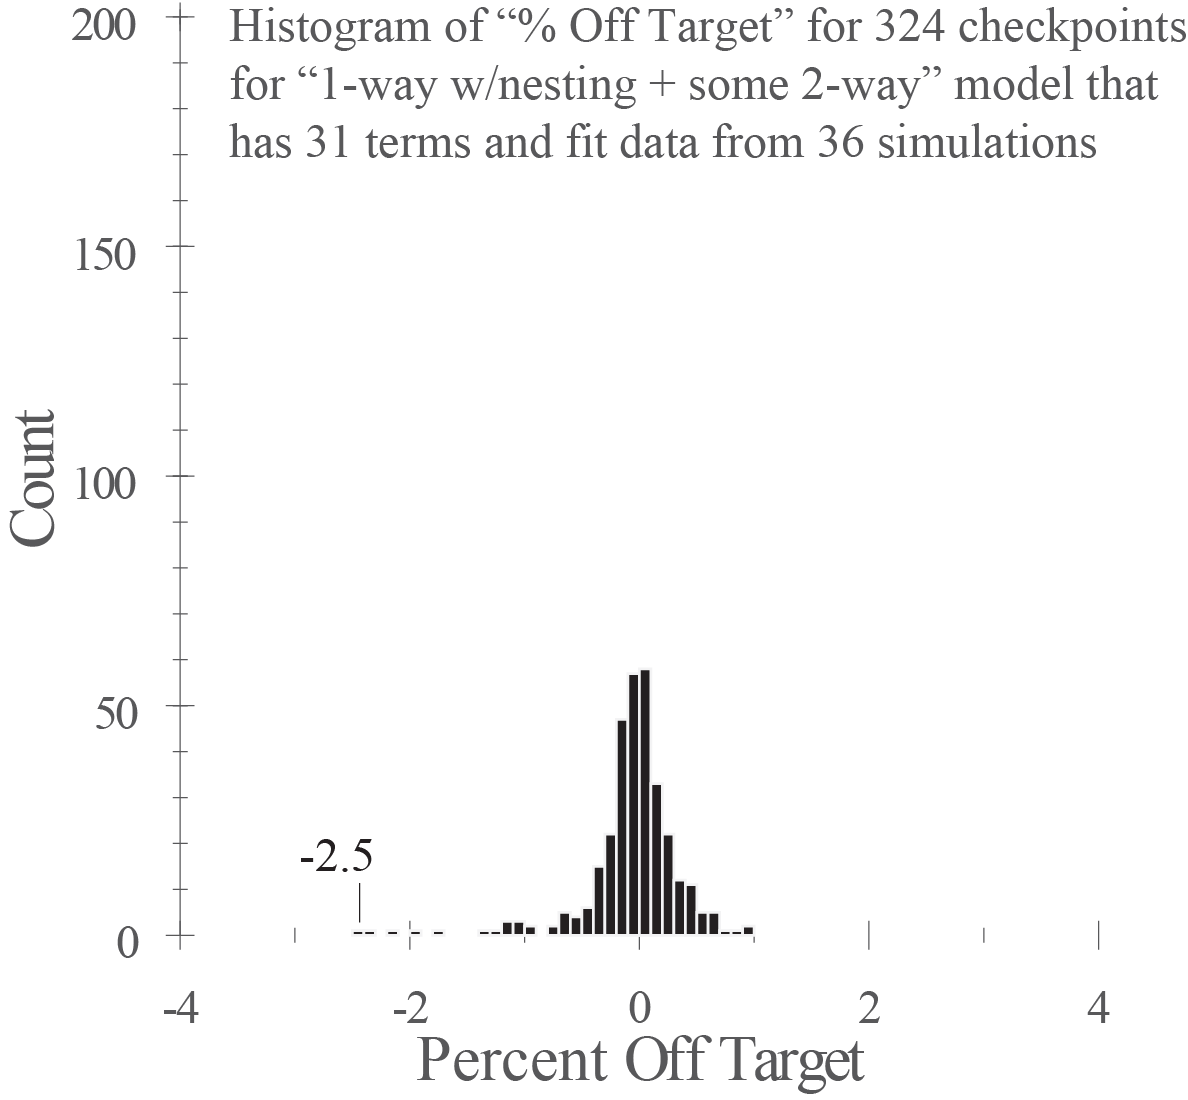 Histogram of “% Off Target” for 324 checkpoints
for “1-way w/nesting + some 2-way” model that
has 31 terms and fit data from 36 simulations
200
150
100
50
0
Count
-2.5
-4
-2
0
2
4
Percent Off Target